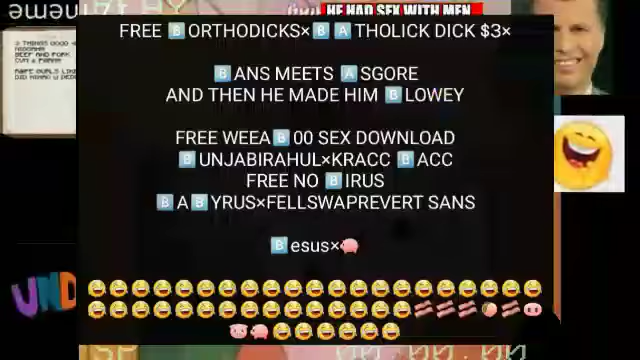 HE HAD SEX WITH MEN
FREE 🅱️ORTHODICKS×🅱️ 🅰️THOLICK DICK $3×
🅱️ANS MEETS 🅰️SGORE
AND THEN HE MADE HIM 🅱️LOWEY
FREE WEEA🅱️00 SEX DOWNLOAD
🅱️UNJABIRAHUL×KRACC 🅱️ACC
FREE NO 🅱️IRUS
🅱️A🅱️YRUS×FELLSWAPREVERT SANS
🅱️esus×🐖
😂😂😂😂😂😂😂😂😂😂😂😂😂😂😂😂😂😂😂😂😂😂😂😂
😂😂😂😂😂😂😂😂😂😂😂😂😂😂😂😂😂🥓🥓🥓🍖🥓🐽
🐷🐖😂😂😂😂😂😂
UND